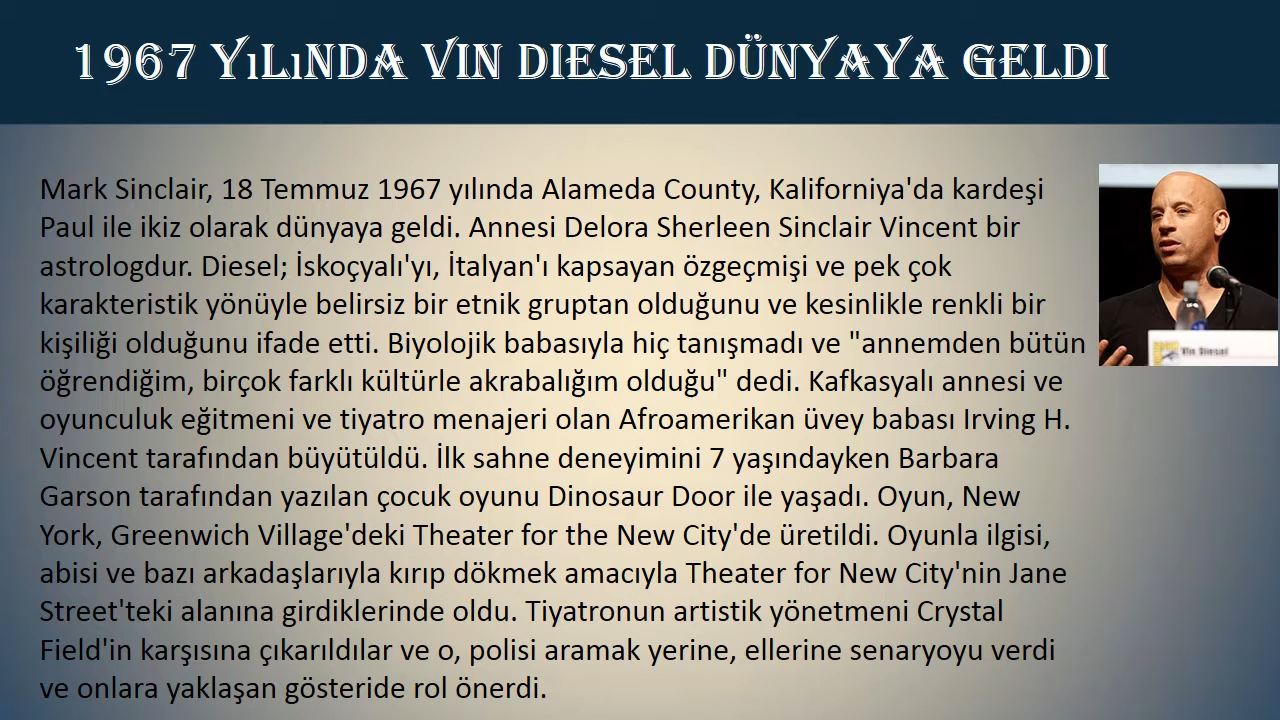 1967 YılıNDA VIN DIESEL DÜNYAYA GELDI
Mark Sinclair, 18 Temmuz 1967 yılında Alameda County, Kaliforniya'da kardeşi
Paul ile ikiz olarak dünyaya geldi. Annesi Delora Sherleen Sinclair Vincent bir
astrologdur. Diesel; İskoçyalı'yı, İtalyan'ı kapsayan özgeçmişi ve pek çok
karakteristik yönüyle belirsiz bir etnik gruptan olduğunu ve kesinlikle renkli bir
kişiliği olduğunu ifade etti. Biyolojik babasıyla hiç tanışmadı ve "annemden bütün
öğrendiğim, birçok farklı kültürle akrabalığım olduğu" dedi. Kafkasyalı annesi ve
oyunculuk eğitmeni ve tiyatro menajeri olan Afroamerikan üvey babası Irving H.
Vincent tarafından büyütüldü. İlk sahne deneyimini 7 yaşındayken Barbara
Garson tarafından yazılan çocuk oyunu Dinosaur Door ile yaşadı. Oyun, New
York, Greenwich Village'deki Theater for the New City'de üretildi. Oyunla ilgisi,
abisi ve bazı arkadaşlarıyla kırıp dökmek amacıyla Theater for New City'nin Jane
Street'teki alanına girdiklerinde oldu. Tiyatronun artistik yönetmeni Crystal
Field'in karşısına çıkarıldılar ve o, polisi aramak yerine, ellerine senaryoyu verdi
ve onlara yaklaşan gösteride rol önerdi.
Vin Diesel